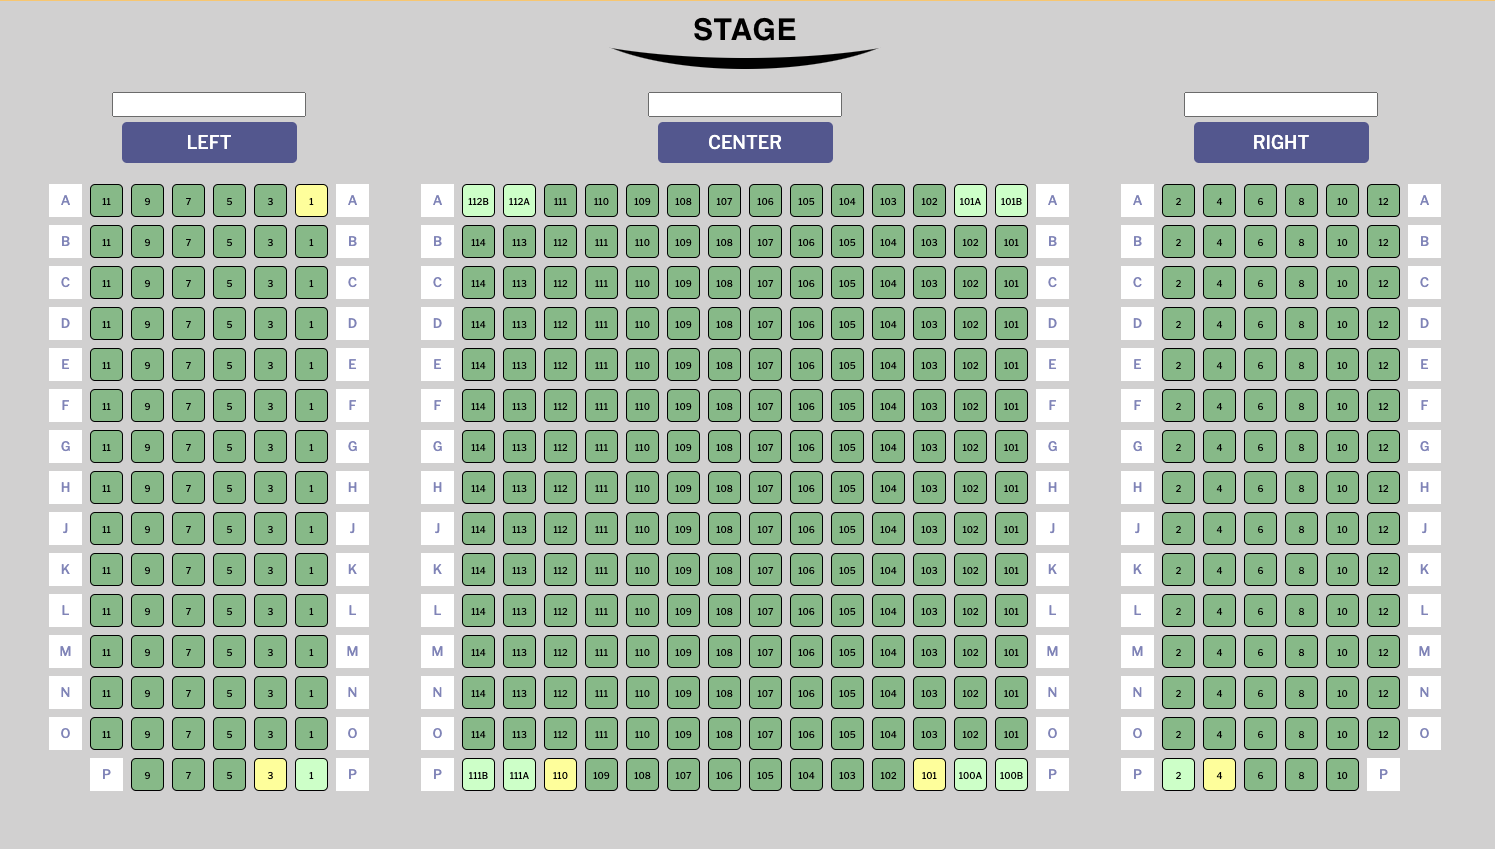 STAGE
LEFT CENTER RIGHT
A 11 9 7 5 3 1 A A 112B 112A 111 110 109 108 107 106 105 104 103 102 101A 101B A A 2 4 6 8 10 12 A
B 11 9 7 5 3 1 B B 114 113 112 111 110 109 108 107 106 105 104 103 102 101 B B 2 4 6 8 10 12 B
C 11 9 7 5 3 1 C C 114 113 112 111 110 109 108 107 106 105 104 103 102 101 C C 2 4 6 8 10 12 C
D 11 9 7 5 3 1 D D 114 113 112 111 110 109 108 107 106 105 104 103 102 101 D D 2 4 6 8 10 12 D
E 11 9 7 5 3 1 E E 114 113 112 111 110 109 108 107 106 105 104 103 102 101 E E 2 4 6 8 10 12 E
F 11 9 7 5 3 1 F F 114 113 112 111 110 109 108 107 106 105 104 103 102 101 F F 2 4 6 8 10 12 F
G 11 9 7 5 3 1 G G 114 113 112 111 110 109 108 107 106 105 104 103 102 101 G G 2 4 6 8 10 12 G
H 11 9 7 5 3 1 H H 114 113 112 111 110 109 108 107 106 105 104 103 102 101 H H 2 4 6 8 10 12 H
J 11 9 7 5 3 1 J J 114 113 112 111 110 109 108 107 106 105 104 103 102 101 J J 2 4 6 8 10 12 J
K 11 9 7 5 3 1 K K 114 113 112 111 110 109 108 107 106 105 104 103 102 101 K K 2 4 6 8 10 12 K
L 11 9 7 5 3 1 L L 114 113 112 111 110 109 108 107 106 105 104 103 102 101 L L 2 4 6 8 10 12 L
M 11 9 7 5 3 1 M M 114 113 112 111 110 109 108 107 106 105 104 103 102 101 M M 2 4 6 8 10 12 M
N 11 9 7 5 3 1 N N 114 113 112 111 110 109 108 107 106 105 104 103 102 101 N N 2 4 6 8 10 12 N
O 11 9 7 5 3 1 O O 114 113 112 111 110 109 108 107 106 105 104 103 102 101 O O 2 4 6 8 10 12 O
P 9 7 5 3 1 P P 111B 111A 110 109 108 107 106 105 104 103 102 101 100A 100B P P 2 4 6 8 10 P